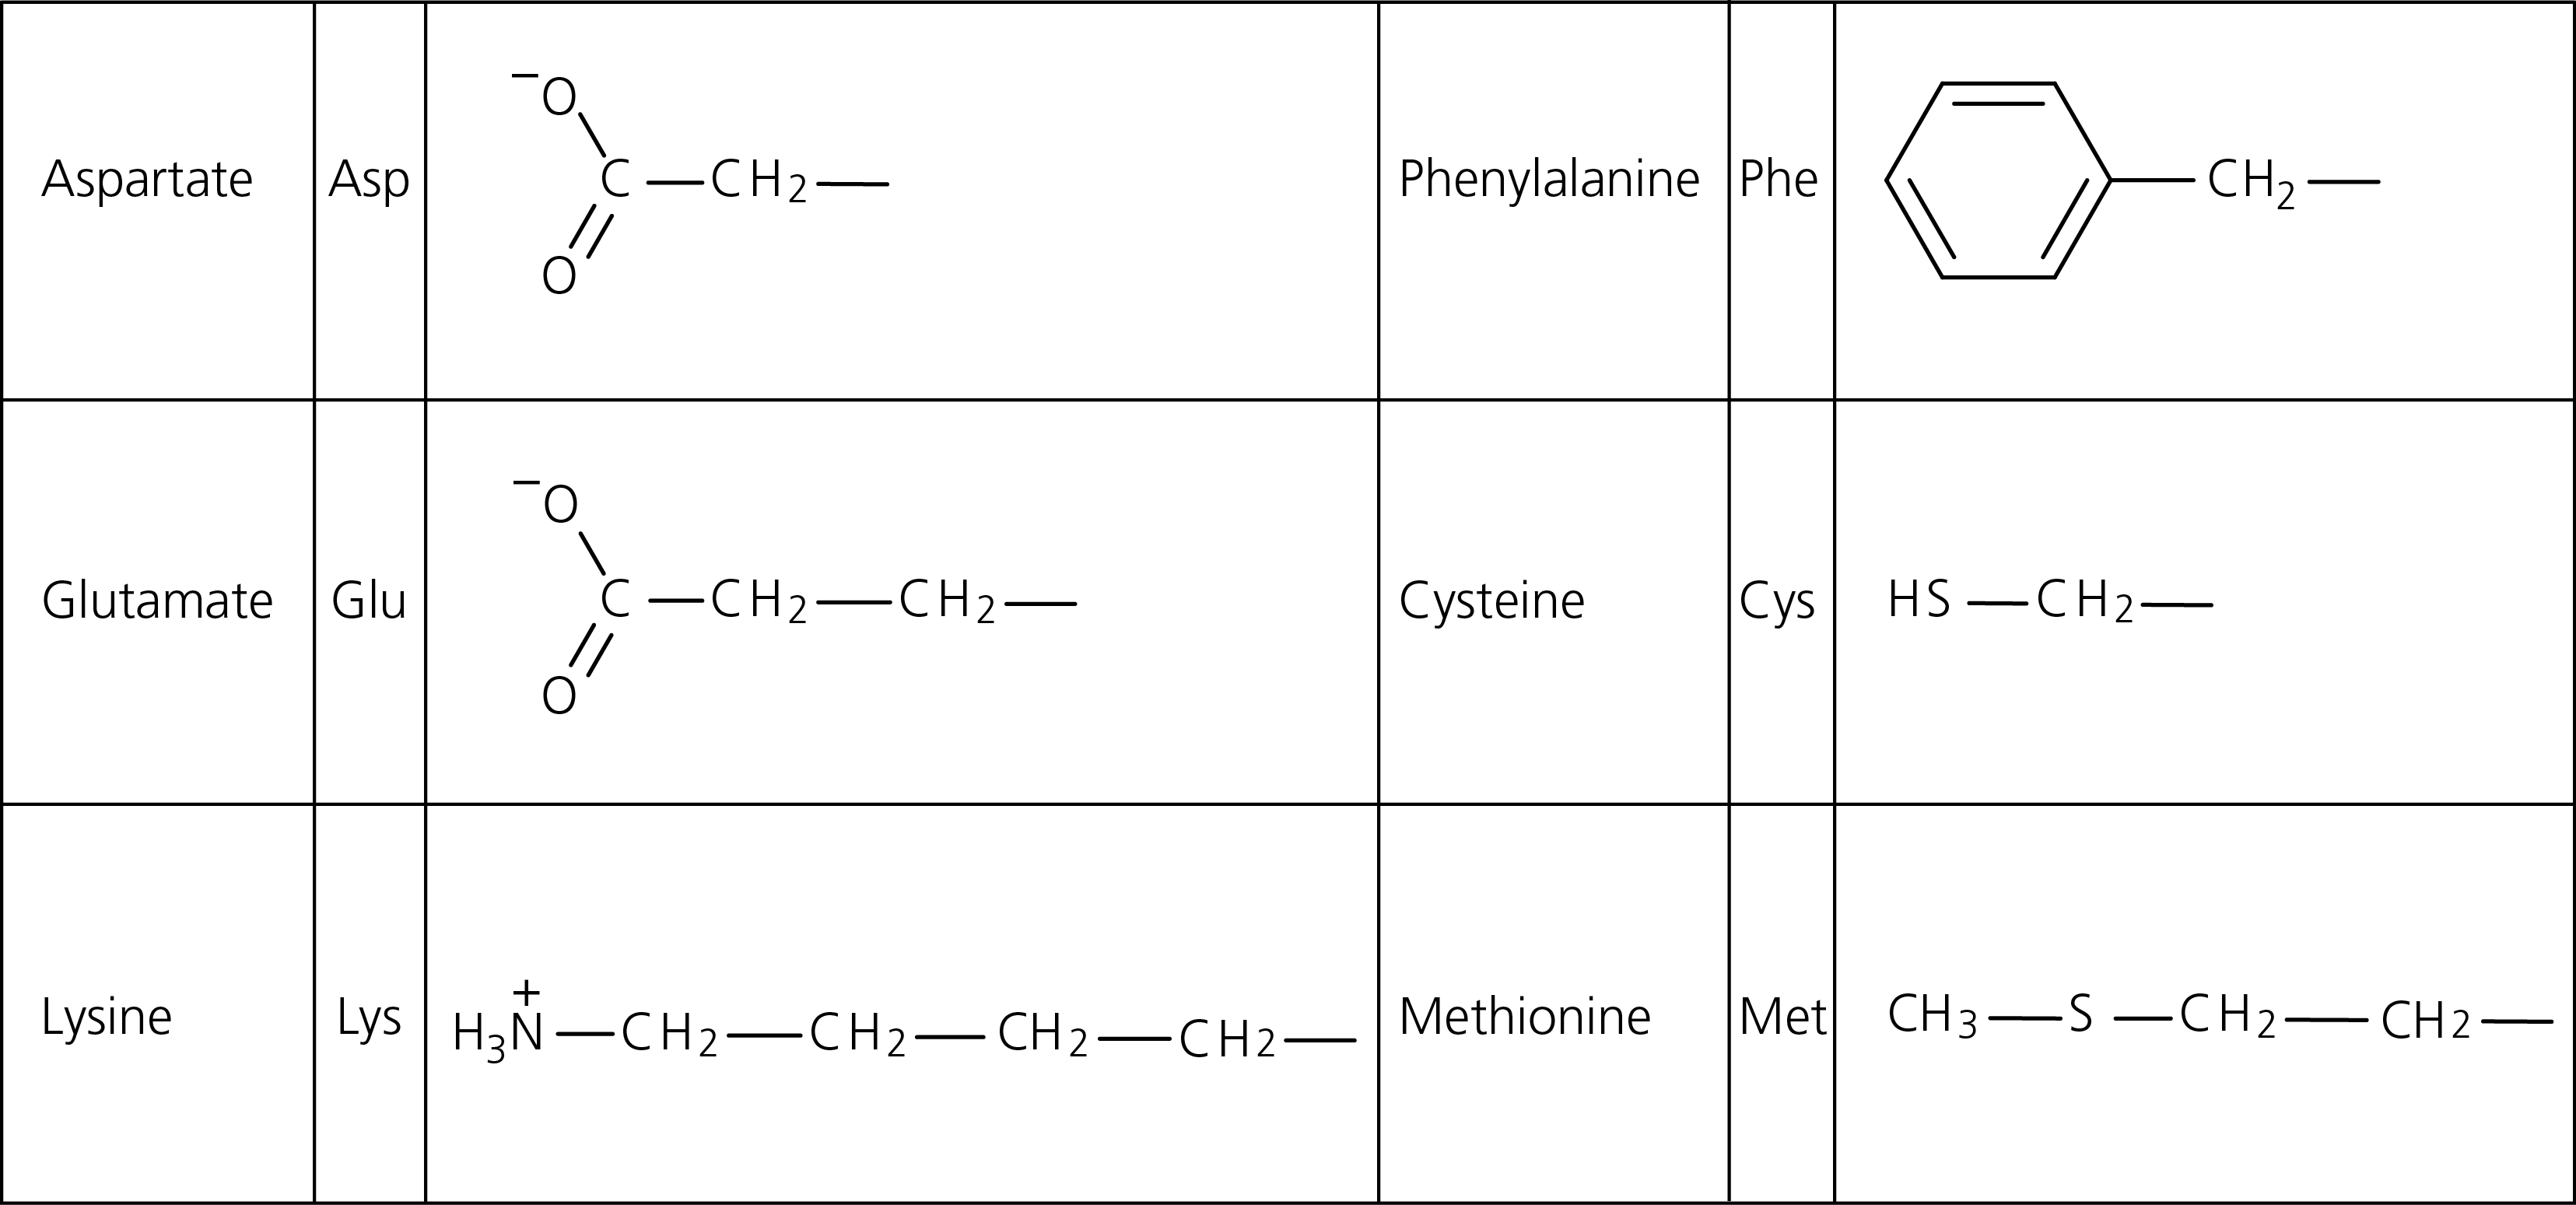 Aspartate Asp ⁻O C CH₂ O Phenylalanine Phe CH₂
Glutamate Glu ⁻O C CH₂ CH₂ O Cysteine Cys HS CH₂
Lysine Lys H₃N⁺ CH₂ CH₂ CH₂ CH₂ Methionine Met CH₃ S CH₂ CH₂